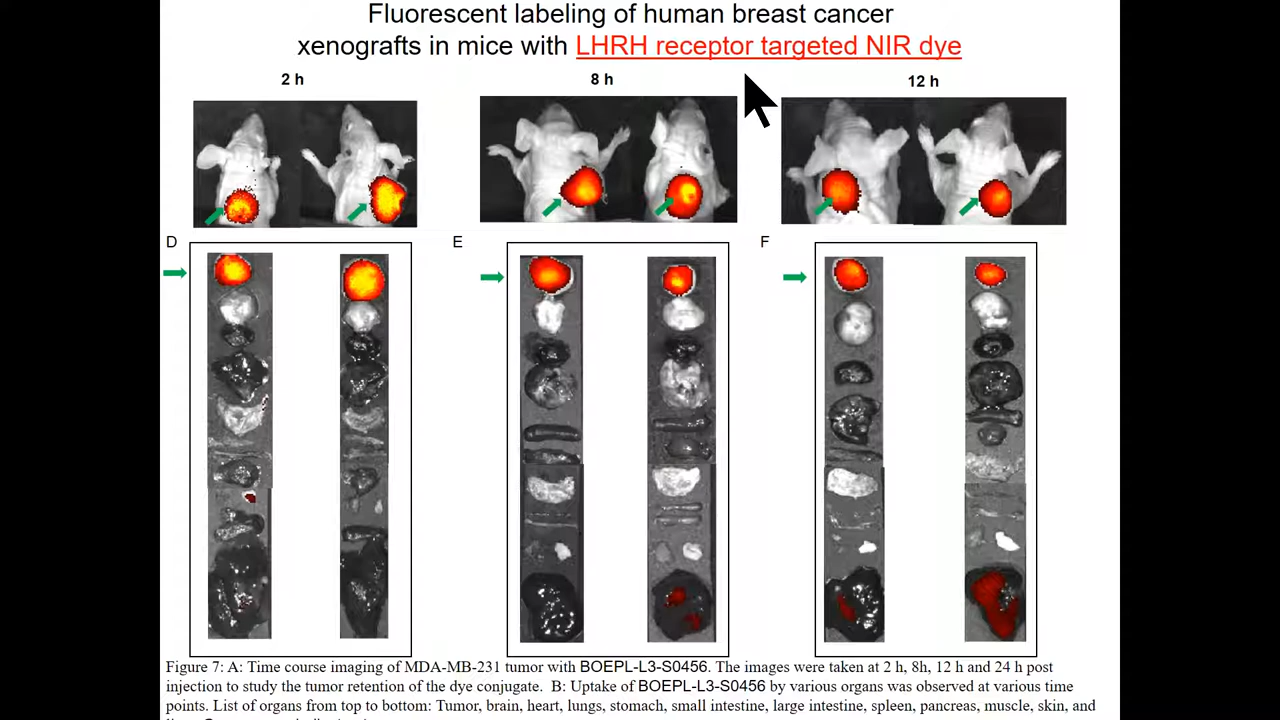 Fluorescent labeling of human breast cancer
xenografts in mice with LHRH receptor targeted NIR dye
2 h
8 h
12 h
D
E
F
Figure 7: A: Time course imaging of MDA-MB-231 tumor with BOEPL-L3-S0456. The images were taken at 2 h, 8h, 12 h and 24 h post
injection to study the tumor retention of the dye conjugate. B: Uptake of BOEPL-L3-S0456 by various organs was observed at various time
points. List of organs from top to bottom: Tumor, brain, heart, lungs, stomach, small intestine, large intestine, spleen, pancreas, muscle, skin, and